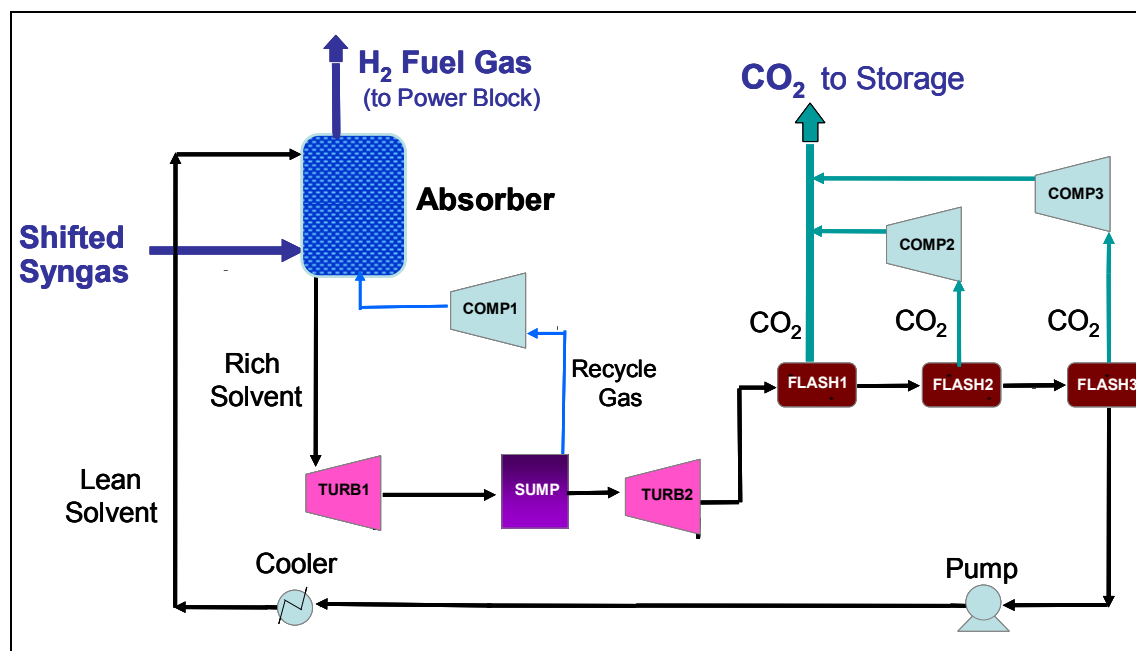 H₂ Fuel Gas
(to Power Block)
CO₂ to Storage
Absorber
Shifted
Syngas
COMP3
COMP2
COMP1
CO₂
CO₂
CO₂
Rich
Solvent
Recycle
Gas
FLASH1
FLASH2
FLASH3
TURB1
SUMP
TURB2
Lean
Solvent
Cooler
Pump